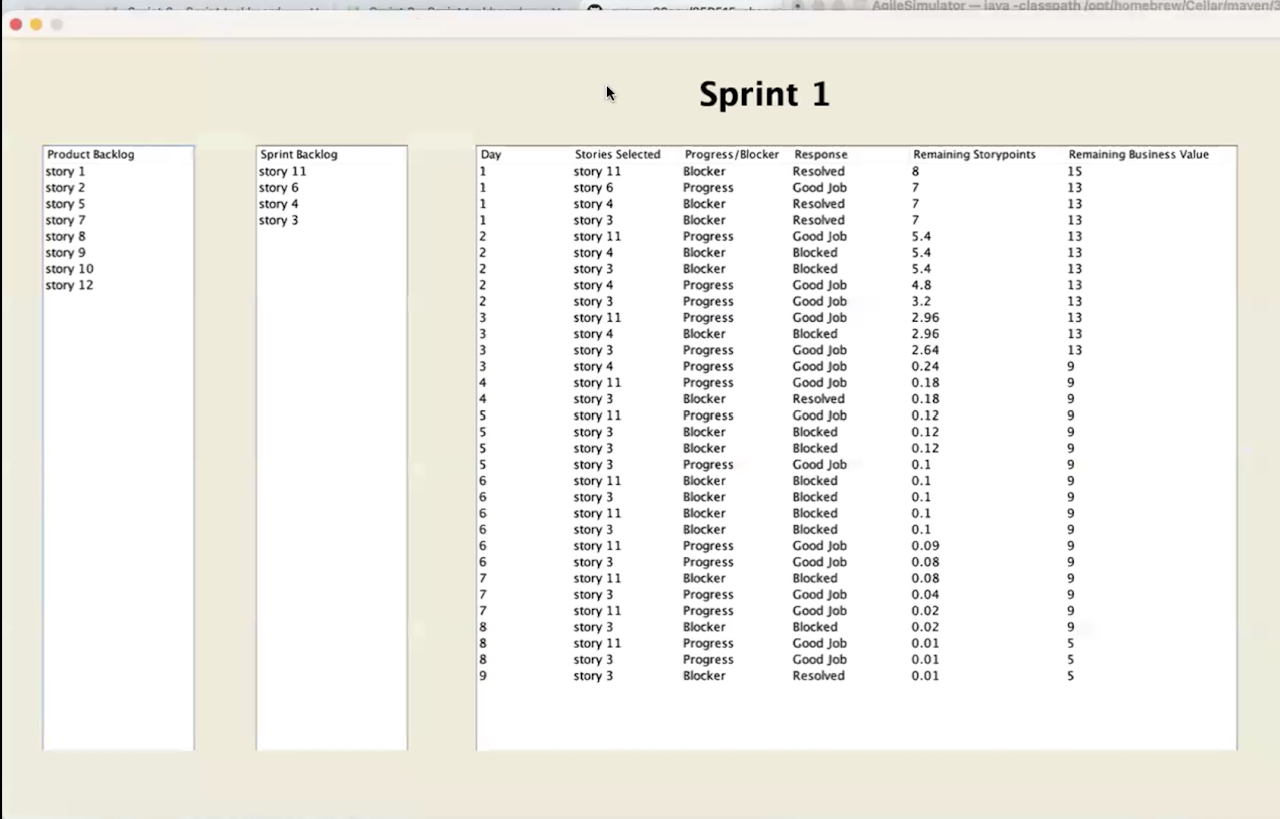 AgileSimulator — java -classpath /opt/homebrew/Cellar/maven/3
Sprint 1
Product Backlog
story 1
story 2
story 5
story 7
story 8
story 9
story 10
story 12
Sprint Backlog
story 11
story 6
story 4
story 3
Day Stories Selected Progress/Blocker Response Remaining Storypoints Remaining Business Value
1 story 11 Blocker Resolved 8 15
1 story 6 Progress Good Job 7 13
1 story 4 Blocker Resolved 7 13
1 story 3 Blocker Resolved 7 13
2 story 11 Progress Good Job 5.4 13
2 story 4 Blocker Blocked 5.4 13
2 story 3 Blocker Blocked 5.4 13
2 story 4 Progress Good Job 4.8 13
2 story 3 Progress Good Job 3.2 13
3 story 11 Progress Good Job 2.96 13
3 story 4 Blocker Blocked 2.96 13
3 story 3 Progress Good Job 2.64 13
3 story 4 Progress Good Job 0.24 9
4 story 11 Progress Good Job 0.18 9
4 story 3 Blocker Resolved 0.18 9
5 story 11 Progress Good Job 0.12 9
5 story 3 Blocker Blocked 0.12 9
5 story 3 Blocker Blocked 0.12 9
5 story 3 Progress Good Job 0.1 9
6 story 11 Blocker Blocked 0.1 9
6 story 3 Blocker Blocked 0.1 9
6 story 11 Blocker Blocked 0.1 9
6 story 3 Blocker Blocked 0.1 9
6 story 11 Progress Good Job 0.09 9
6 story 3 Progress Good Job 0.08 9
7 story 11 Blocker Blocked 0.08 9
7 story 3 Progress Good Job 0.04 9
7 story 11 Progress Good Job 0.02 9
8 story 3 Blocker Blocked 0.02 9
8 story 11 Progress Good Job 0.01 5
8 story 3 Progress Good Job 0.01 5
9 story 3 Blocker Resolved 0.01 5